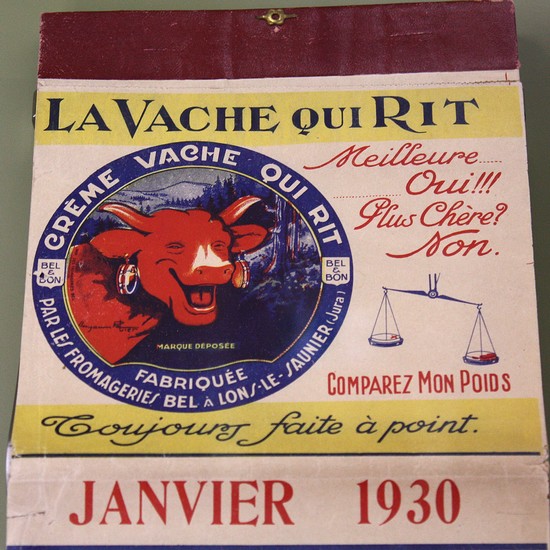 LA VACHE QUI RIT
CRÈME VACHE QUI RIT
BEL & BON
BEL & BON
MARQUE DÉPOSÉE
FABRIQUÉE
PAR LES FROMAGERIES BEL À LONS-LE-SAUNIER (Jura)
Meilleure......
......Oui!!!
Plus Chère?
Non.
COMPAREZ MON POIDS
Toujours faite à point.
JANVIER 1930